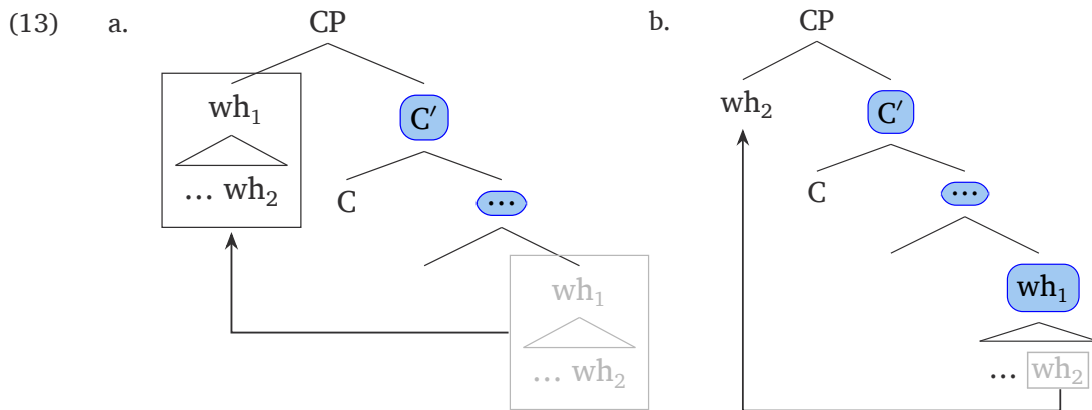 (13) a. CP
wh₁
... wh₂
C′
C
...
wh₁
... wh₂
b. CP
wh₂
C′
C
...
wh₁
... wh₂